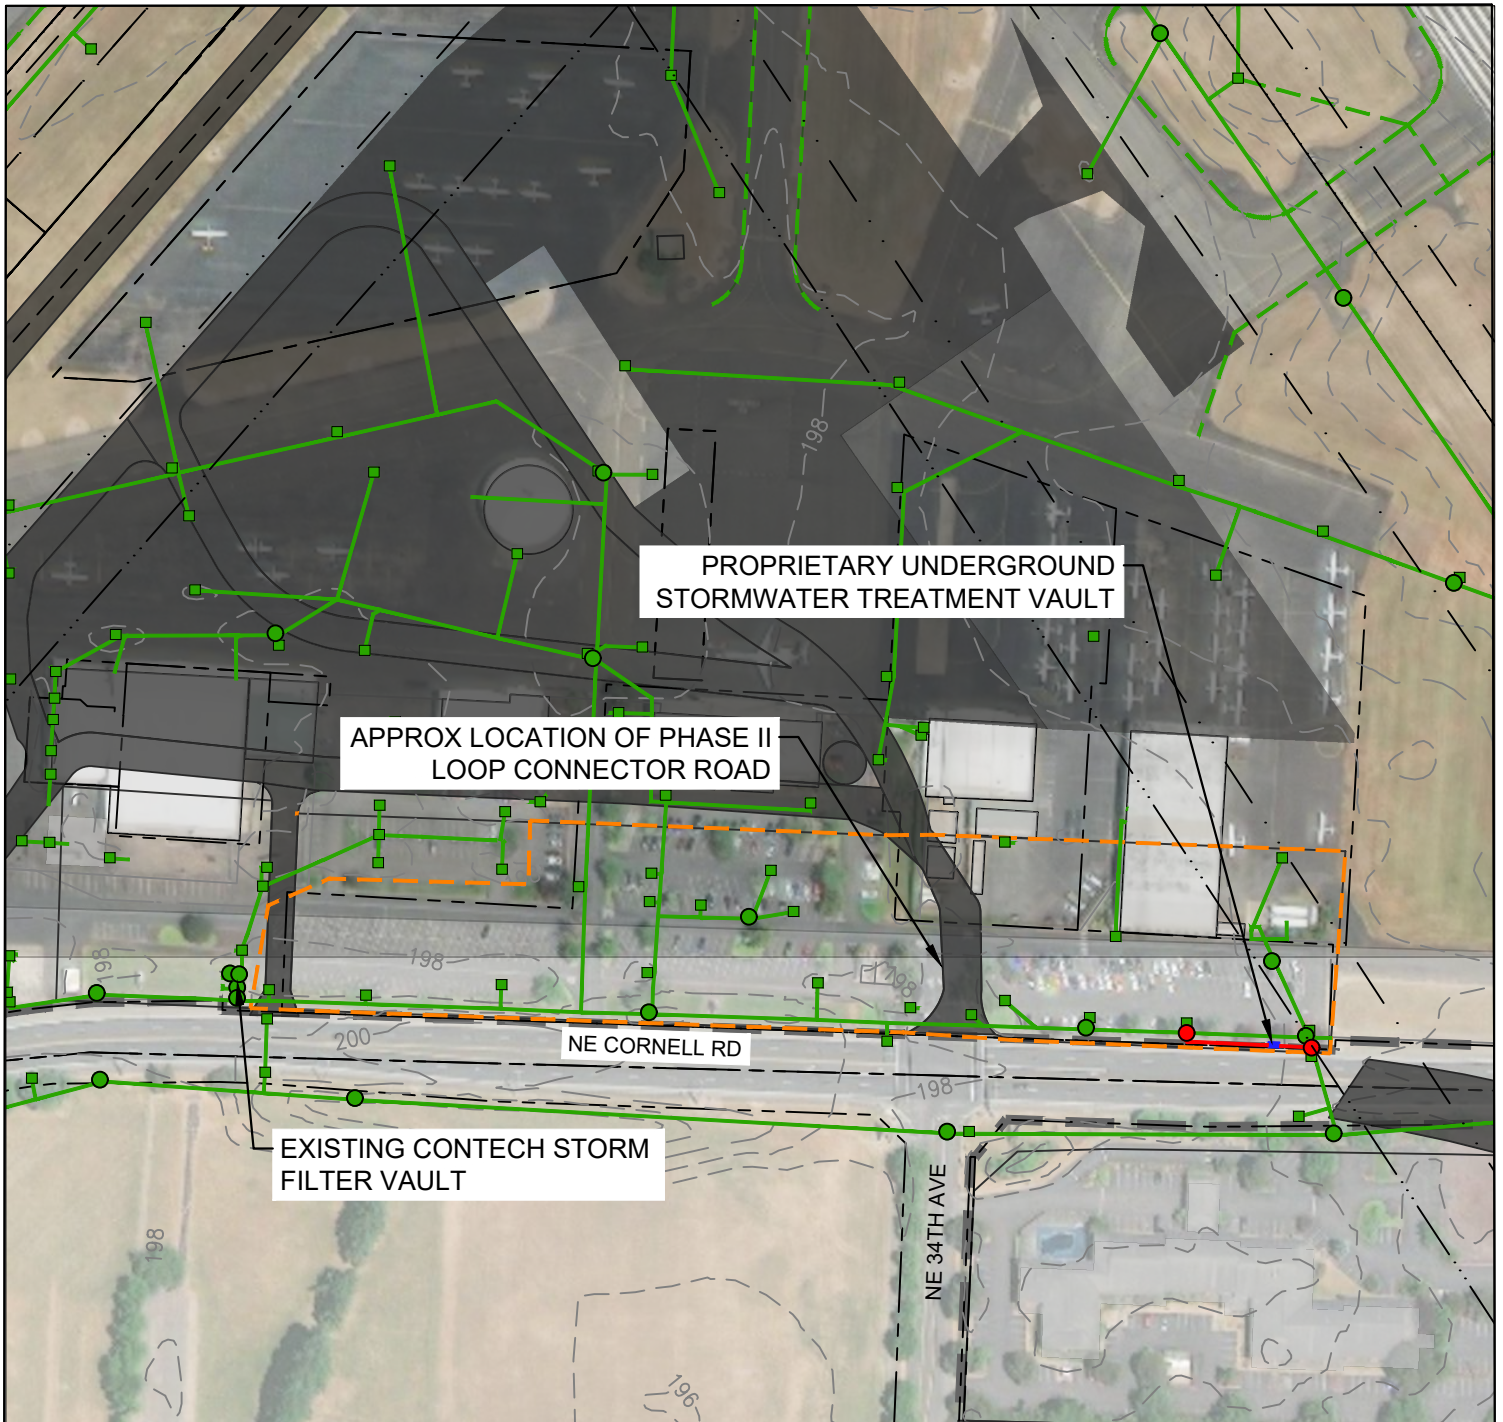 198
PROPRIETARY UNDERGROUND
STORMWATER TREATMENT VAULT
APPROX LOCATION OF PHASE II
LOOP CONNECTOR ROAD
198
198
198
200
NE CORNELL RD
198
EXISTING CONTECH STORM
FILTER VAULT
NE 34TH AVE
198
196